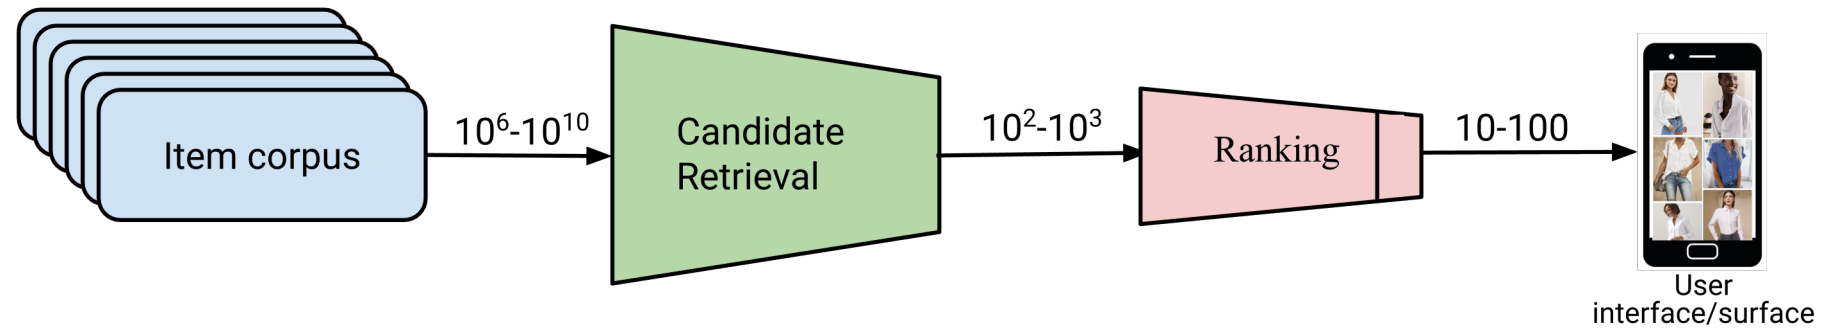 Item corpus
10⁶-10¹⁰
Candidate
Retrieval
10²-10³
Ranking
10-100
User
interface/surface